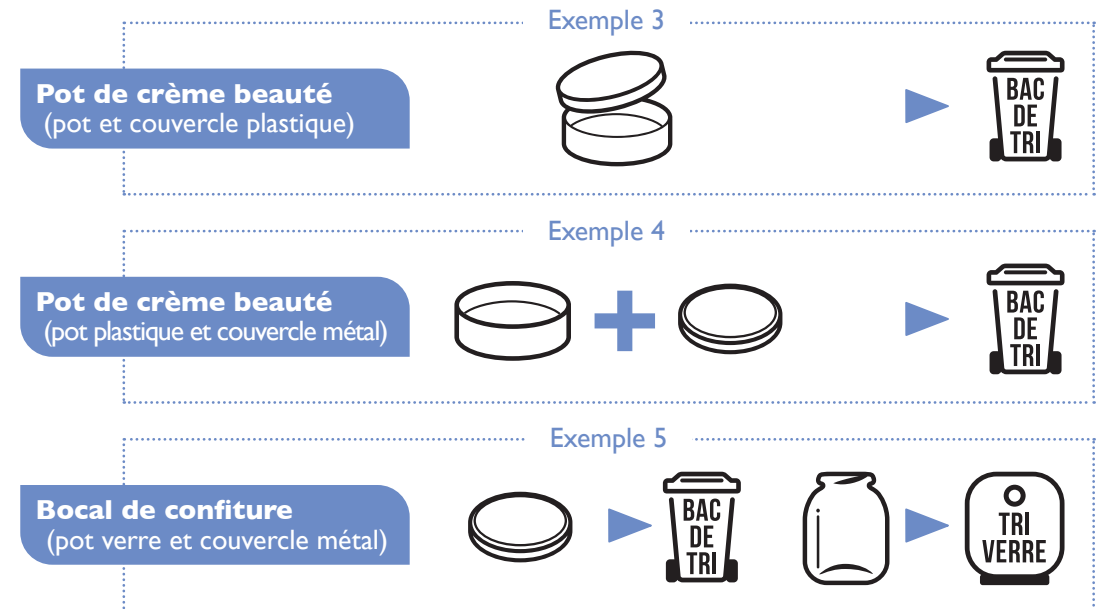 Exemple 3
Pot de crème beauté
(pot et couvercle plastique)
BAC
DE
TRI
Exemple 4
Pot de crème beauté
(pot plastique et couvercle métal)
BAC
DE
TRI
Exemple 5
Bocal de confiture
(pot verre et couvercle métal)
BAC
DE
TRI
TRI
VERRE